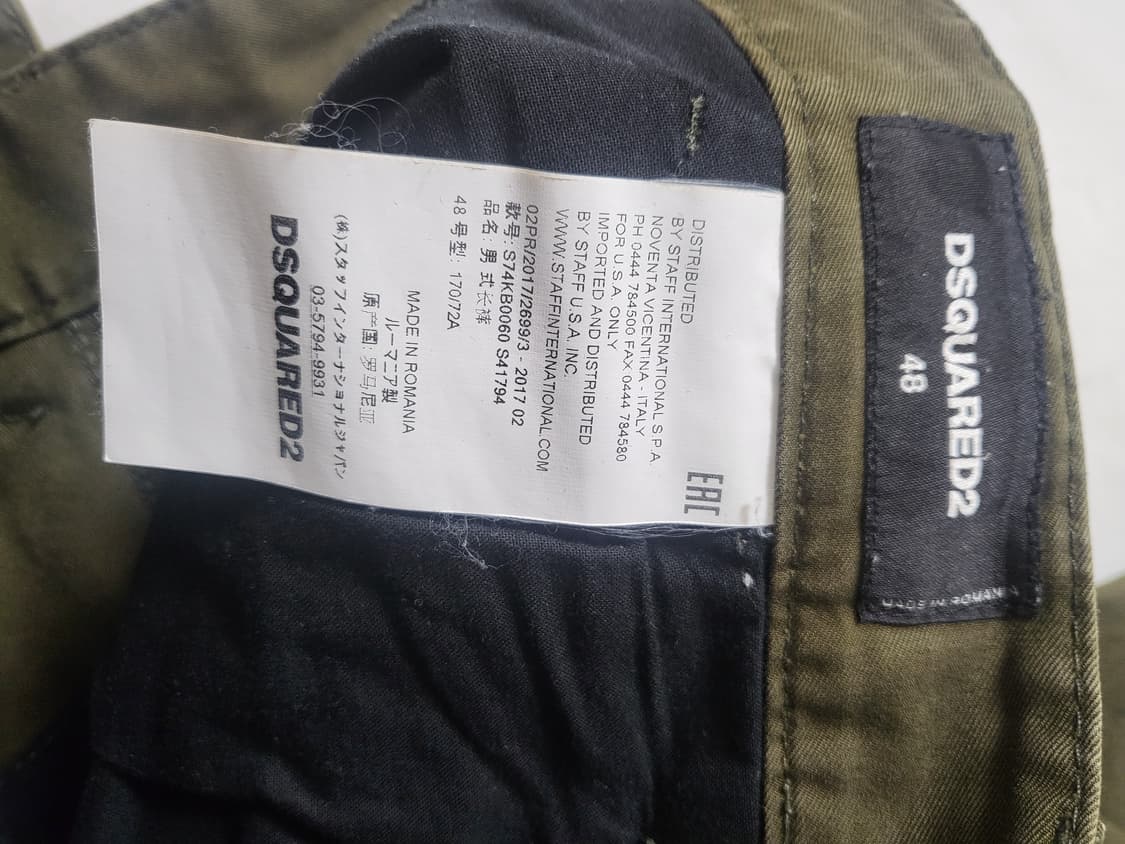 DSQUARED2
48
MADE IN ROMANIA
DISTRIBUTED
BY STAFF INTERNATIONAL S.P.A.
NOVENTA VICENTINA - ITALY
PH 0444 784500 FAX 0444 784580
FOR U.S.A. ONLY
IMPORTED AND DISTRIBUTED
BY STAFF U.S.A. INC.
WWW.STAFFINTERNATIONAL.COM
EAC
02PR/2017/2699/3 - 2017 02
款号: S74KB0060 S41794
品名: 男式长裤
48 号型: 170/72A
MADE IN ROMANIA
ルーマニア製
原产国: 罗马尼亚
(株)スタッフインターナショナルジャパン
03-5794-9931
DSQUARED2